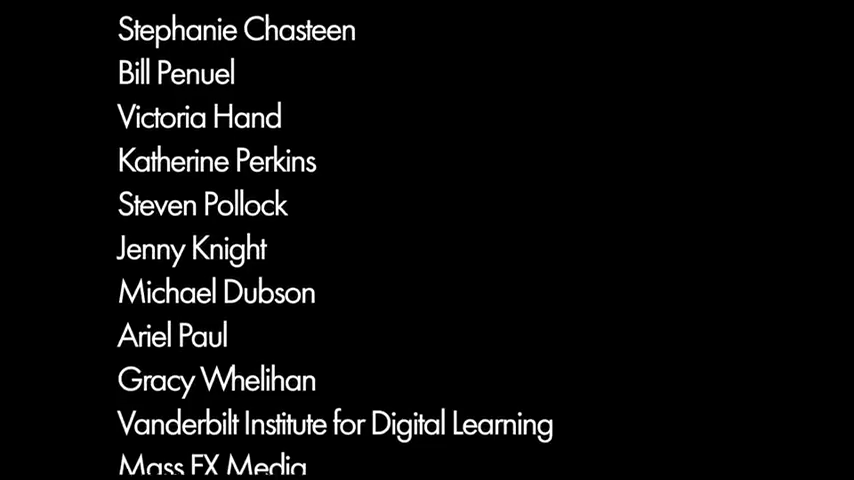 Stephanie Chasteen
Bill Penuel
Victoria Hand
Katherine Perkins
Steven Pollock
Jenny Knight
Michael Dubson
Ariel Paul
Gracy Whelihan
Vanderbilt Institute for Digital Learning
Mass FX Media